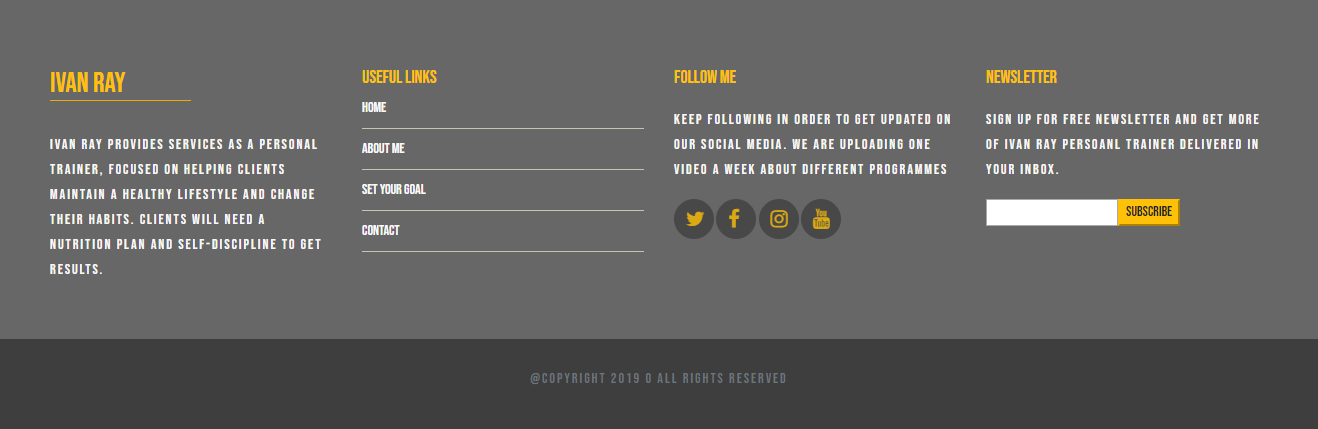 IVAN RAY
IVAN RAY PROVIDES SERVICES AS A PERSONAL
TRAINER, FOCUSED ON HELPING CLIENTS
MAINTAIN A HEALTHY LIFESTYLE AND CHANGE
THEIR HABITS. CLIENTS WILL NEED A
NUTRITION PLAN AND SELF-DISCIPLINE TO GET
RESULTS.
USEFUL LINKS
HOME
ABOUT ME
SET YOUR GOAL
CONTACT
FOLLOW ME
KEEP FOLLOWING IN ORDER TO GET UPDATED ON
OUR SOCIAL MEDIA. WE ARE UPLOADING ONE
VIDEO A WEEK ABOUT DIFFERENT PROGRAMMES
You
Tube
NEWSLETTER
SIGN UP FOR FREE NEWSLETTER AND GET MORE
OF IVAN RAY PERSOANL TRAINER DELIVERED IN
YOUR INBOX.
SUBSCRIBE
@COPYRIGHT 2019 O ALL RIGHTS RESERVED